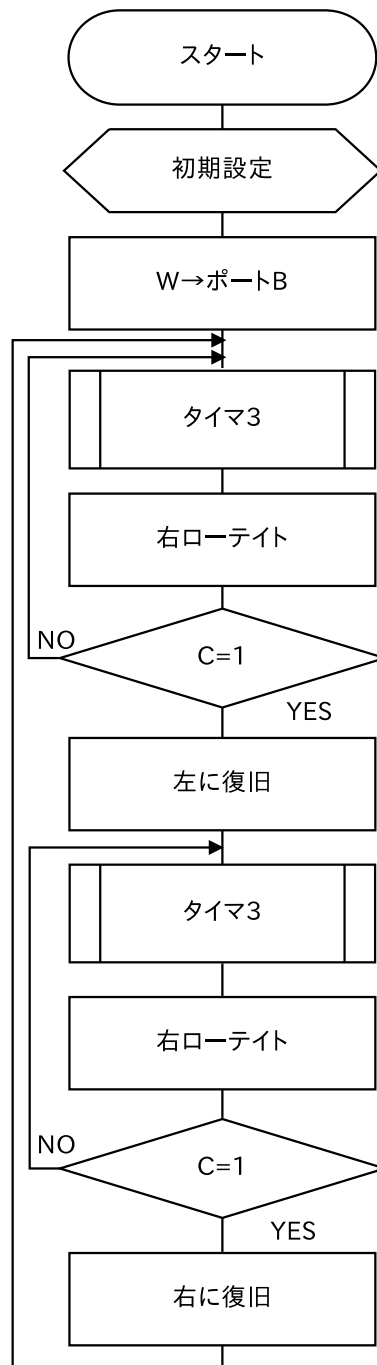 スタート
初期設定
W→ポートB
タイマ3
右ローテイト
NO
C=1
YES
左に復旧
タイマ3
右ローテイト
NO
C=1
YES
右に復旧